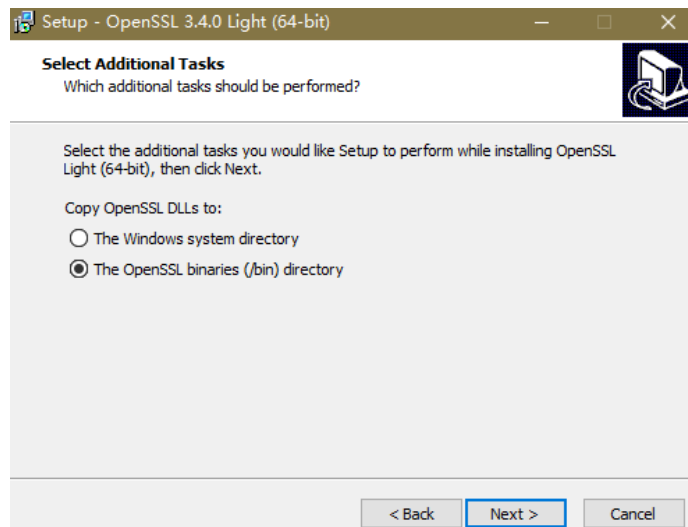 Setup - OpenSSL 3.4.0 Light (64-bit)
Select Additional Tasks
Which additional tasks should be performed?
Select the additional tasks you would like Setup to perform while installing OpenSSL
Light (64-bit), then click Next.
Copy OpenSSL DLLs to:
The Windows system directory
The OpenSSL binaries (/bin) directory
< Back
Next >
Cancel